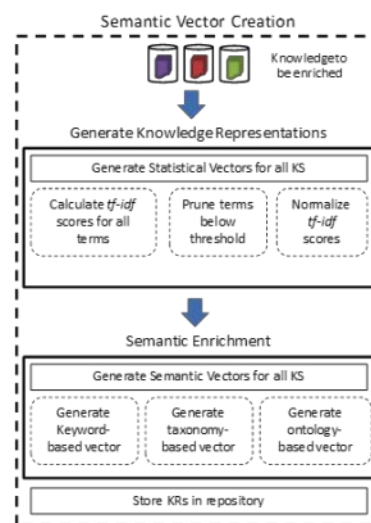 Semantic Vector Creation
Knowledgeto
be enriched
Generate Knowledge Representations
Generate Statistical Vectors for all KS
Calculate tf-idf
scores for all
terms
Prune terms
below
threshold
Normalize
tf-idf
scores
Semantic Enrichment
Generate Semantic Vectors for all KS
Generate
Keyword-
based vector
Generate
taxonomy-
based vector
Generate
ontology-
based vector
Store KRs in repository